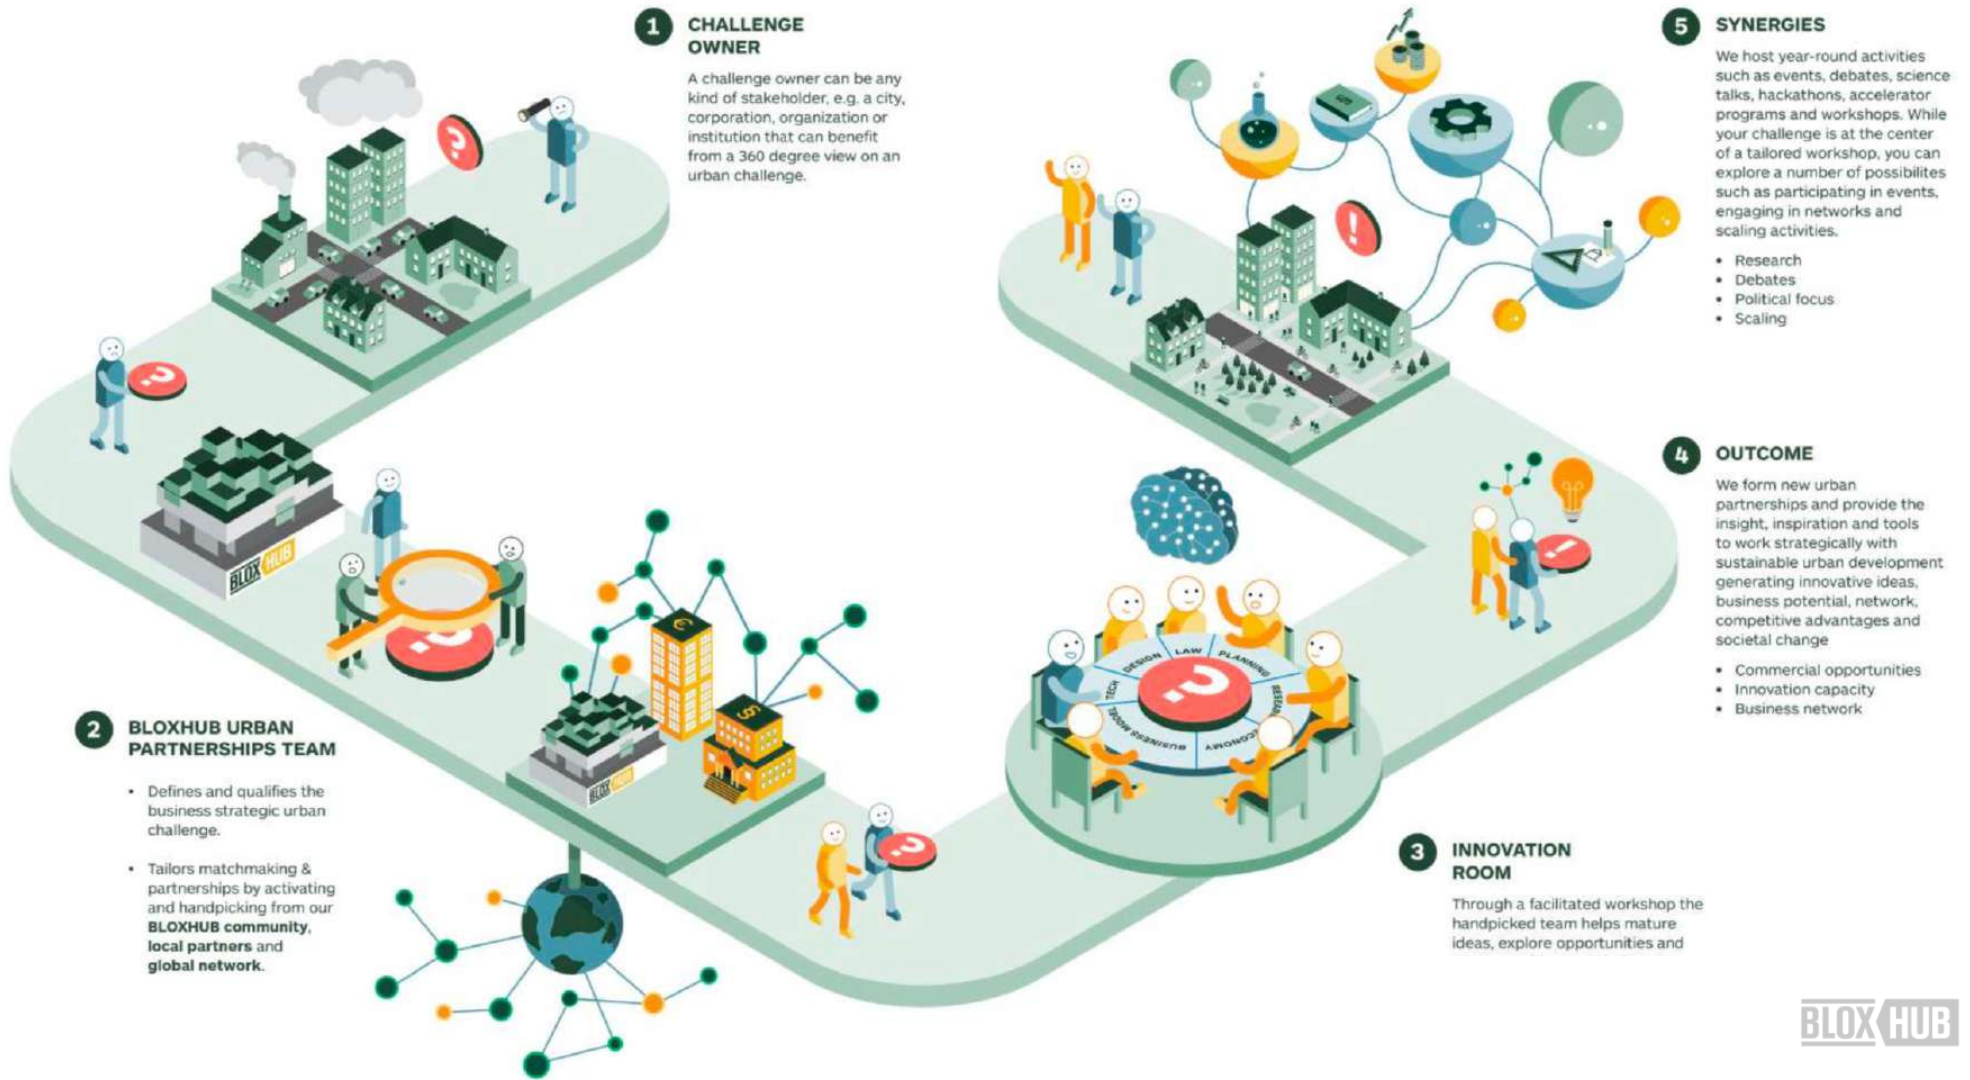 1 CHALLENGE
OWNER
A challenge owner can be any
kind of stakeholder, e.g. a city,
corporation, organization or
institution that can benefit
from a 360 degree view on an
urban challenge.
?
?
BLOX HUB
?
2 BLOXHUB URBAN
PARTNERSHIPS TEAM
• Defines and qualifies the
business strategic urban
challenge.
• Tailors matchmaking &
partnerships by activating
and handpicking from our
BLOXHUB community,
local partners and
global network.
€
§
BLOX HUB
?
DESIGN
LAW
PLANNING
TECH
?
BUSINESS MODEL
ECONOMY
3 INNOVATION
ROOM
Through a facilitated workshop the
handpicked team helps mature
ideas, explore opportunities and
4 OUTCOME
We form new urban
partnerships and provide the
insight, inspiration and tools
to work strategically with
sustainable urban development
generating innovative ideas,
business potential, network,
competitive advantages and
societal change
• Commercial opportunities
• Innovation capacity
• Business network
!
5 SYNERGIES
We host year-round activities
such as events, debates, science
talks, hackathons, accelerator
programs and workshops. While
your challenge is at the center
of a tailored workshop, you can
explore a number of possibilites
such as participating in events,
engaging in networks and
scaling activities.
• Research
• Debates
• Political focus
• Scaling
§
!
BLOX HUB